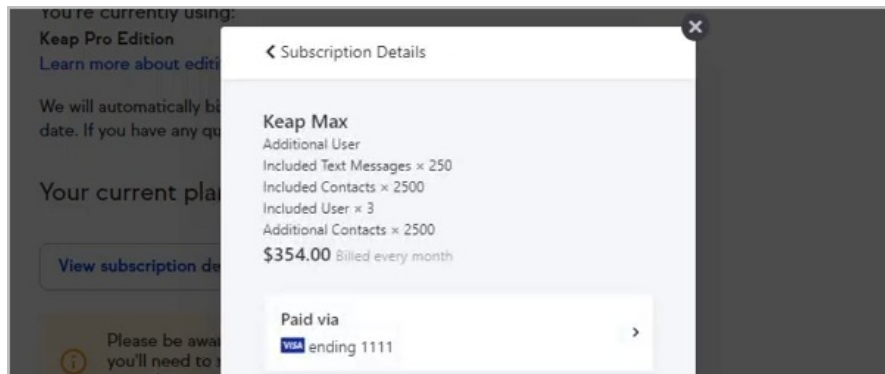 You're currently using:
Keap Pro Edition
Learn more about editi
We will automatically bi
date. If you have any qu
Your current plan
View subscription de
Please be awar
you'll need to
Subscription Details
Keap Max
Additional User
Included Text Messages × 250
Included Contacts × 2500
Included User × 3
Additional Contacts × 2500
$354.00 Billed every month
Paid via
VISA ending 1111